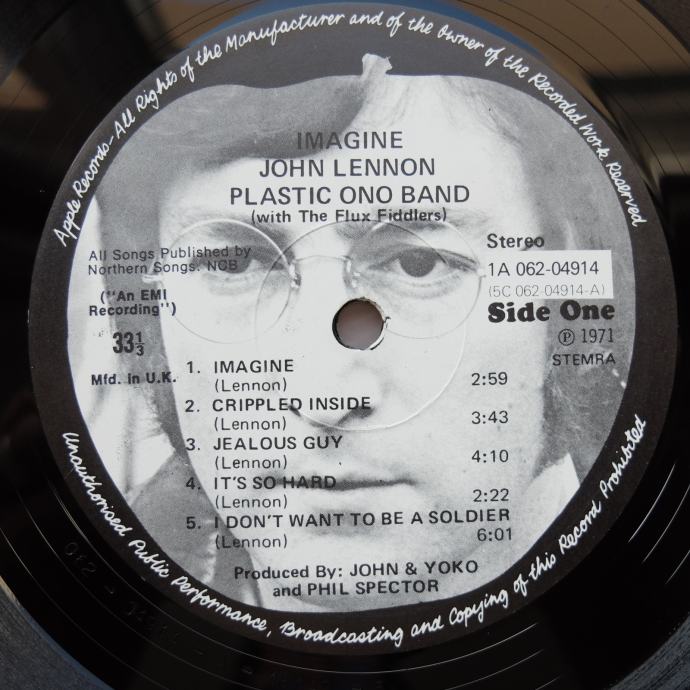 Apple Records—All Rights of the Manufacturer and of the Owner of the Recorded Work Reserved
IMAGINE
JOHN LENNON
PLASTIC ONO BAND
(with The Flux Fiddlers)
All Songs Published by
Northern Songs. NCB
("An EMI
Recording")
33⅓
Mfd. in U.K.
Stereo
1A 062-04914
(5C 062-04914-A)
Side One
Ⓟ 1971
STEMRA
1. IMAGINE
(Lennon) 2:59
2. CRIPPLED INSIDE
(Lennon) 3:43
3. JEALOUS GUY
(Lennon) 4:10
4. IT'S SO HARD
(Lennon) 2:22
5. I DON'T WANT TO BE A SOLDIER
(Lennon) 6:01
Produced By: JOHN & YOKO
and PHIL SPECTOR
Unauthorised Public Performance, Broadcasting and Copying of this Record Prohibited